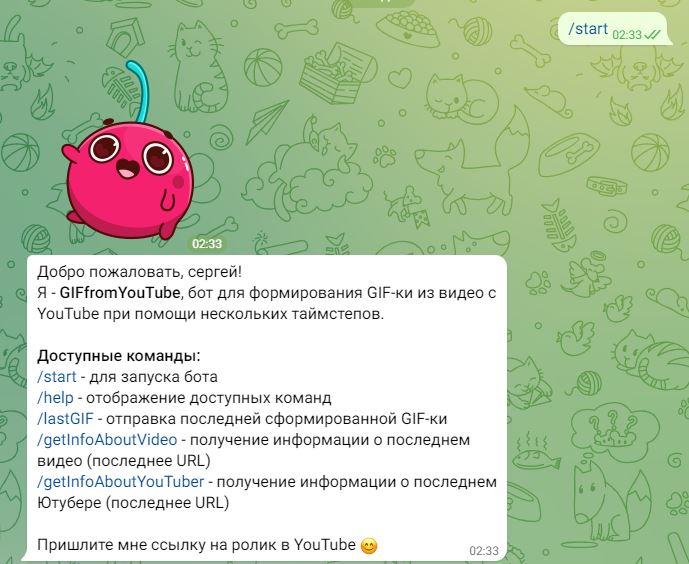 /start 02:33
02:33
Добро пожаловать, сергей!
Я - GIFfromYouTube, бот для формирования GIF-ки из видео с
YouTube при помощи нескольких таймстепов.
Доступные команды:
/start - для запуска бота
/help - отображение доступных команд
/lastGIF - отправка последней сформированной GIF-ки
/getInfoAboutVideo - получение информации о последнем
видео (последнее URL)
/getInfoAboutYouTuber - получение информации о последнем
Ютубере (последнее URL)
Пришлите мне ссылку на ролик в YouTube 😊
02:33